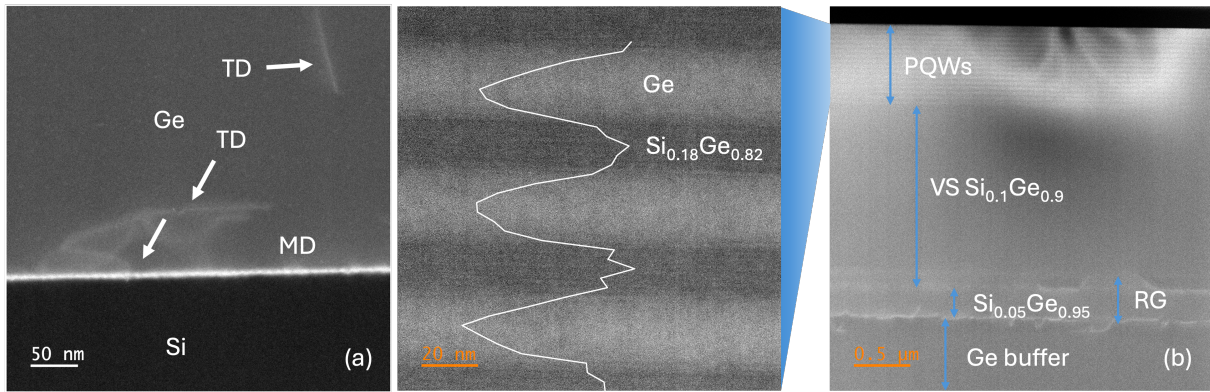 TD
Ge
TD
MD
Si
50 nm
(a)
Ge
Si0.18Ge0.82
20 nm
PQWs
VS Si0.1Ge0.9
Si0.05Ge0.95
RG
Ge buffer
0.5 μm
(b)